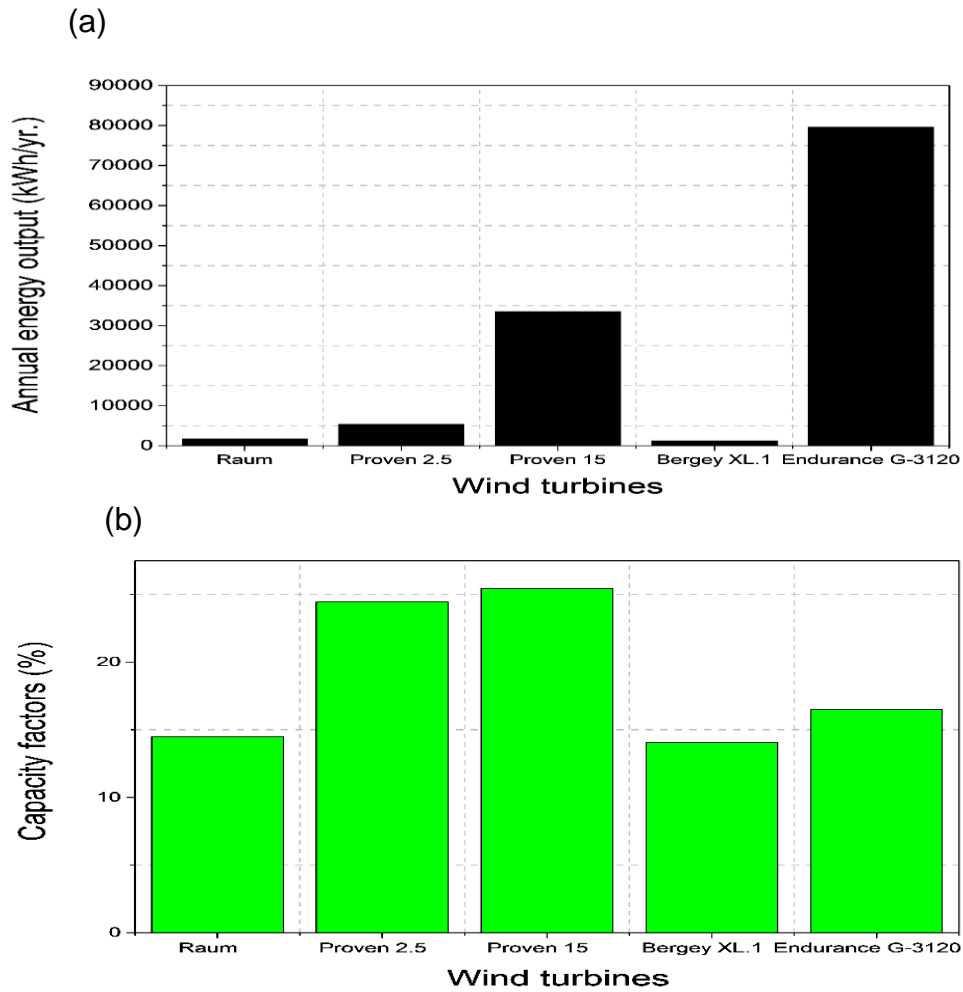 (a)
Annual energy output (kWh/yr.)
90000
80000
70000
60000
50000
40000
30000
20000
10000
0
Raum Proven 2.5 Proven 15 Bergey XL.1 Endurance G-3120
Wind turbines
(b)
Capacity factors (%)
20
10
0
Raum Proven 2.5 Proven 15 Bergey XL.1 Endurance G-3120
Wind turbines